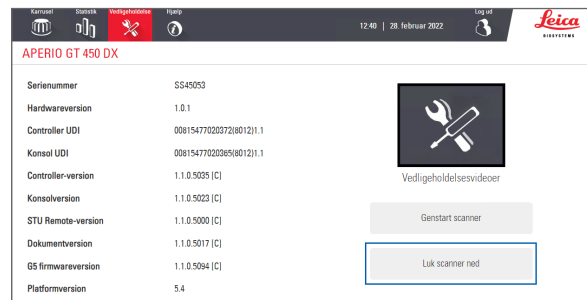 Karrusel Statistik Vedligeholdelse Hjælp Log ud
12:40 | 28. februar 2022
Leica
BIOSYSTEMS
APERIO GT 450 DX
Serienummer SS45053
Hardwareversion 1.0.1
Controller UDI 00815477020372(8012)1.1
Konsol UDI 00815477020365(8012)1.1
Controller-version 1.1.0.5035 [C]
Konsolversion 1.1.0.5023 [C]
STU Remote-version 1.1.0.5000 [C]
Dokumentversion 1.1.0.5017 [C]
G5 firmwareversion 1.1.0.5094 [C]
Platformversion 5.4
Vedligeholdelsesvideoer
Genstart scanner
Luk scanner ned